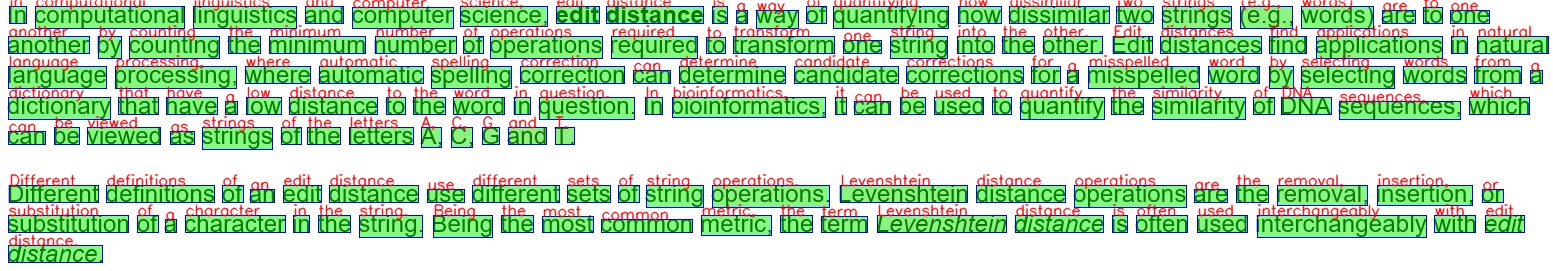 In computational linguistics and computer science, edit distance is a way of quantifying how dissimilar two strings (e.g., words) are to one
another by counting the minimum number of operations required to transform one string into the other. Edit distances find applications in natural
language processing, where automatic spelling correction can determine candidate corrections for a misspelled word by selecting words from a
dictionary that have a low distance to the word in question. In bioinformatics, it can be used to quantify the similarity of DNA sequences, which
can be viewed as strings of the letters A, C, G and T.
Different definitions of an edit distance use different sets of string operations. Levenshtein distance operations are the removal, insertion, or
substitution of a character in the string. Being the most common metric, the term Levenshtein distance is often used interchangeably with edit
distance.